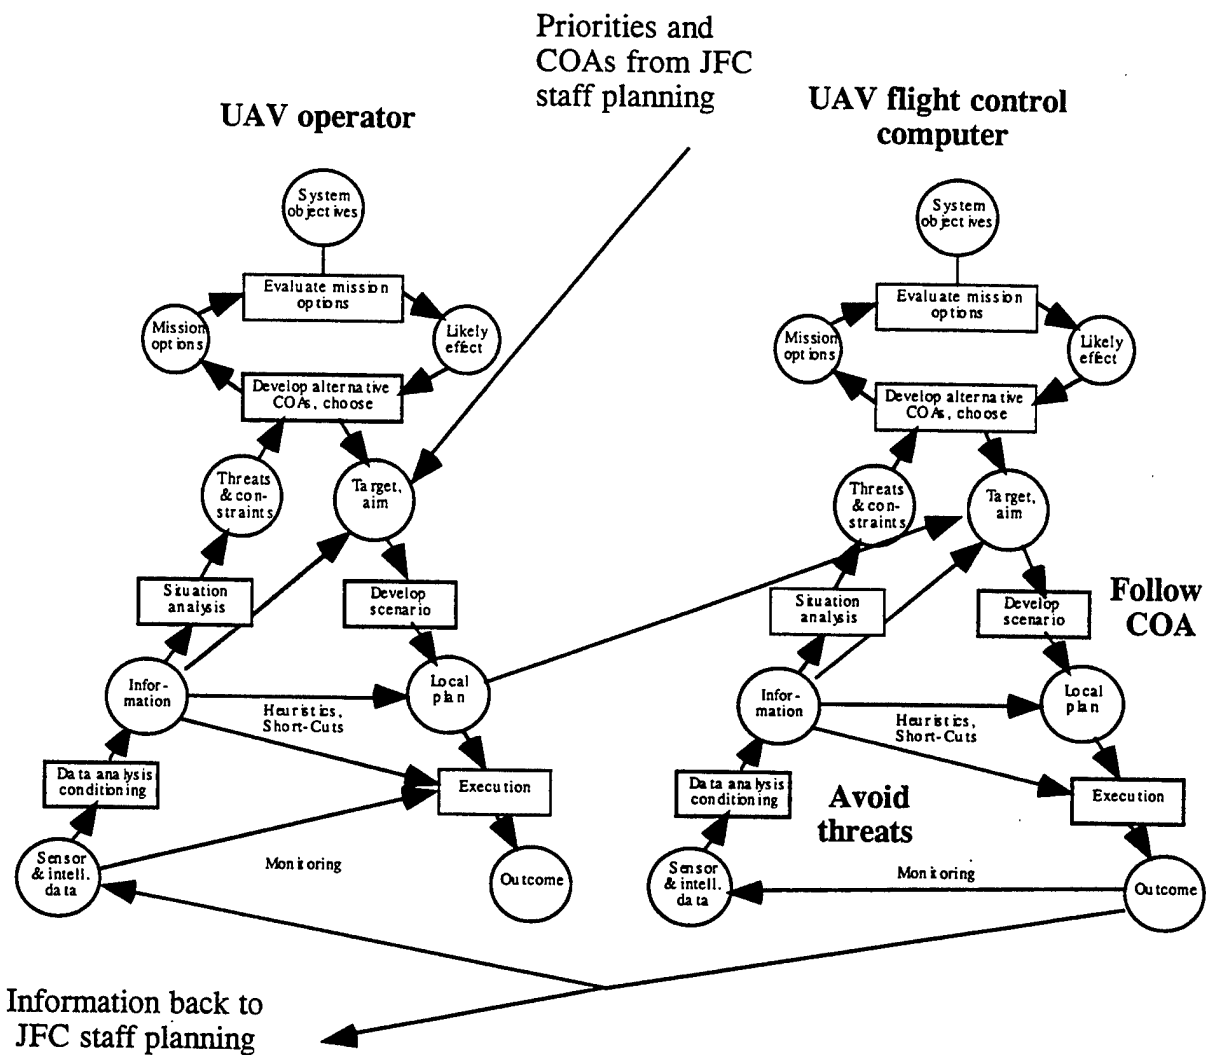 Priorities and
COAs from JFC
staff planning
UAV operator
System
objectives
Evaluate mission
options
Mission
options
Likely
effect
Develop alternative
COAs, choose
Threats
& con-
straints
Target,
aim
Situation
analysis
Develop
scenario
Infor-
mation
Local
plan
Heuristics,
Short-Cuts
Data analysis
conditioning
Execution
Sensor
& intell.
data
Monitoring
Outcome
UAV flight control
computer
System
objectives
Evaluate mission
options
Mission
options
Likely
effect
Develop alternative
COAs, choose
Threats
& con-
straints
Target,
aim
Situation
analysis
Develop
scenario
Follow
COA
Infor-
mation
Local
plan
Heuristics,
Short-Cuts
Data analysis
conditioning
Avoid
threats
Execution
Sensor
& intell.
data
Monitoring
Outcome
Information back to
JFC staff planning